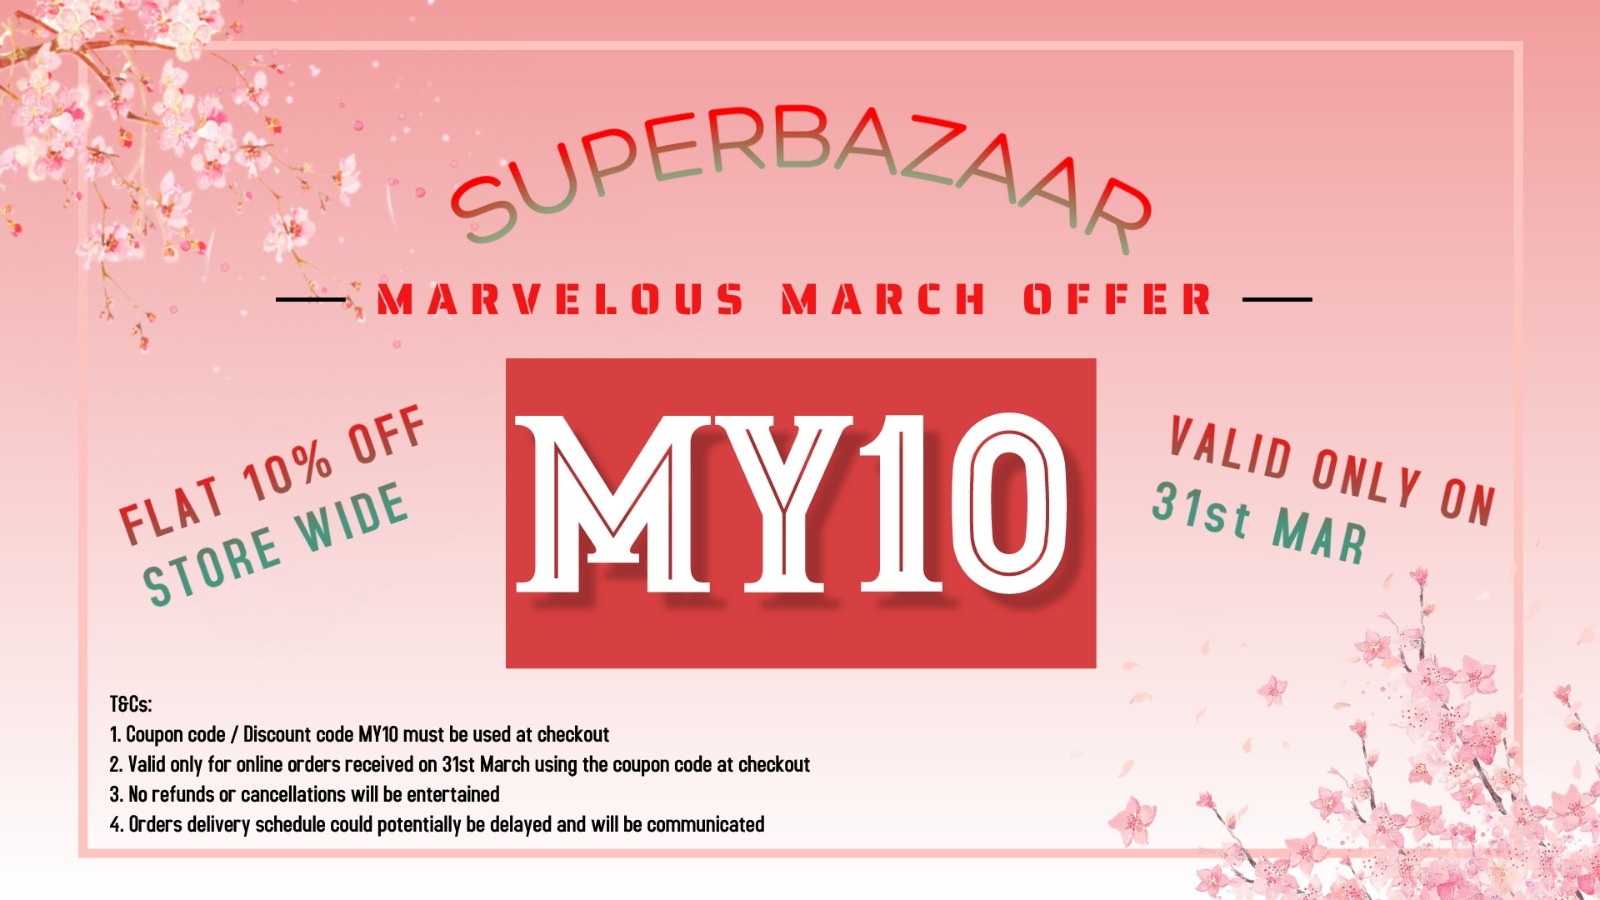 SUPERBAZAAR
MARVELOUS MARCH OFFER
FLAT 10% OFF
STORE WIDE
MY10
VALID ONLY ON
31st MAR
T&Cs:
1. Coupon code / Discount code MY10 must be used at checkout
2. Valid only for online orders received on 31st March using the coupon code at checkout
3. No refunds or cancellations will be entertained
4. Orders delivery schedule could potentially be delayed and will be communicated